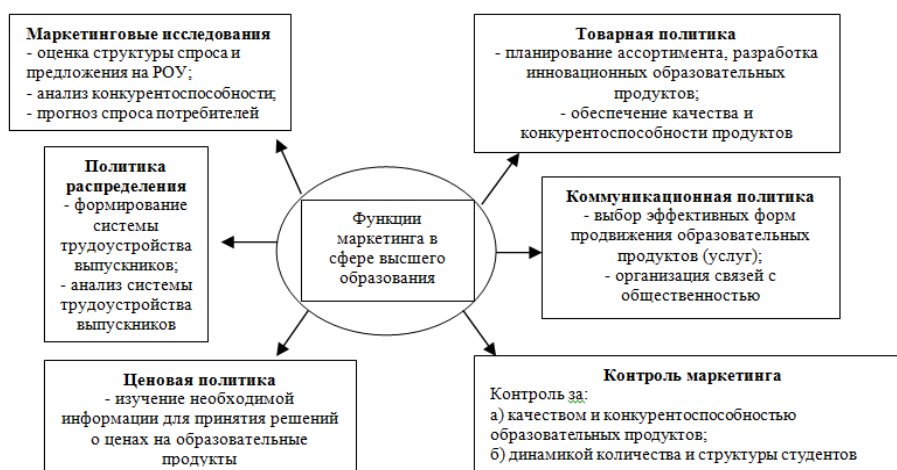 Маркетинговые исследования
- оценка структуры спроса и
предложения на РОУ;
- анализ конкурентоспособности;
- прогноз спроса потребителей
Товарная политика
- планирование ассортимента, разработка
инновационных образовательных
продуктов;
- обеспечение качества и
конкурентоспособности продуктов
Политика
распределения
- формирование
системы
трудоустройства
выпускников;
- анализ системы
трудоустройства
выпускников
Функции
маркетинга в
сфере высшего
образования
Коммуникационная политика
- выбор эффективных форм
продвижения образовательных
продуктов (услуг);
- организация связей с
общественностью
Ценовая политика
- изучение необходимой
информации для принятия решений
о ценах на образовательные
продукты
Контроль маркетинга
Контроль за:
а) качеством и конкурентоспособностью
образовательных продуктов;
б) динамикой количества и структуры студентов